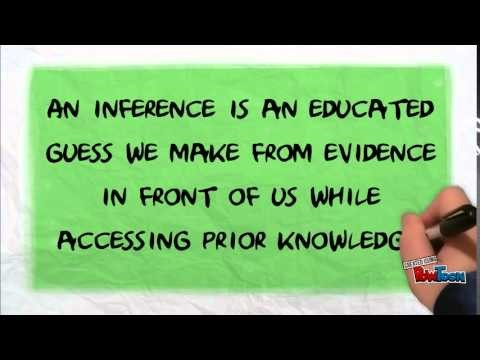 AN INFERENCE IS AN EDUCATED
GUESS WE MAKE FROM EVIDENCE
IN FRONT OF US WHILE
ACCESSING PRIOR KNOWLEDG
POWTOON